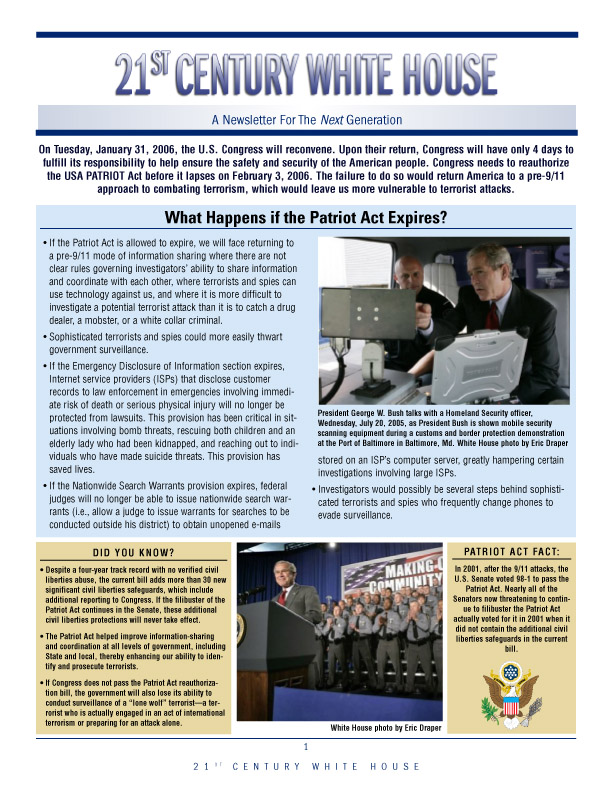 21ST CENTURY WHITE HOUSE
A Newsletter For The Next Generation
On Tuesday, January 31, 2006, the U.S. Congress will reconvene. Upon their return, Congress will have only 4 days to
fulfill its responsibility to help ensure the safety and security of the American people. Congress needs to reauthorize
the USA PATRIOT Act before it lapses on February 3, 2006. The failure to do so would return America to a pre-9/11
approach to combating terrorism, which would leave us more vulnerable to terrorist attacks.
What Happens if the Patriot Act Expires?
• If the Patriot Act is allowed to expire, we will face returning to
a pre-9/11 mode of information sharing where there are not
clear rules governing investigators' ability to share information
and coordinate with each other, where terrorists and spies can
use technology against us, and where it is more difficult to
investigate a potential terrorist attack than it is to catch a drug
dealer, a mobster, or a white collar criminal.
• Sophisticated terrorists and spies could more easily thwart
government surveillance.
• If the Emergency Disclosure of Information section expires,
Internet service providers (ISPs) that disclose customer
records to law enforcement in emergencies involving immedi-
ate risk of death or serious physical injury will no longer be
protected from lawsuits. This provision has been critical in sit-
uations involving bomb threats, rescuing both children and an
elderly lady who had been kidnapped, and reaching out to indi-
viduals who have made suicide threats. This provision has
saved lives.
• If the Nationwide Search Warrants provision expires, federal
judges will no longer be able to issue nationwide search war-
rants (i.e., allow a judge to issue warrants for searches to be
conducted outside his district) to obtain unopened e-mails
President George W. Bush talks with a Homeland Security officer,
Wednesday, July 20, 2005, as President Bush is shown mobile security
scanning equipment during a customs and border protection demonstration
at the Port of Baltimore in Baltimore, Md. White House photo by Eric Draper
stored on an ISP's computer server, greatly hampering certain
investigations involving large ISPs.
• Investigators would possibly be several steps behind sophisti-
cated terrorists and spies who frequently change phones to
evade surveillance.
DID YOU KNOW?
• Despite a four-year track record with no verified civil
liberties abuse, the current bill adds more than 30 new
significant civil liberties safeguards, which include
additional reporting to Congress. If the filibuster of the
Patriot Act continues in the Senate, these additional
civil liberties protections will never take effect.
• The Patriot Act helped improve information-sharing
and coordination at all levels of government, including
State and local, thereby enhancing our ability to iden-
tify and prosecute terrorists.
• If Congress does not pass the Patriot Act reauthoriza-
tion bill, the government will also lose its ability to
conduct surveillance of a "lone wolf" terrorist—a ter-
rorist who is actually engaged in an act of international
terrorism or preparing for an attack alone.
MAKING
COMMUNITY
White House photo by Eric Draper
PATRIOT ACT FACT:
In 2001, after the 9/11 attacks, the
U.S. Senate voted 98-1 to pass the
Patriot Act. Nearly all of the
Senators now threatening to contin-
ue to filibuster the Patriot Act
actually voted for it in 2001 when it
did not contain the additional civil
liberties safeguards in the current
bill.
1
21ST CENTURY WHITE HOUSE